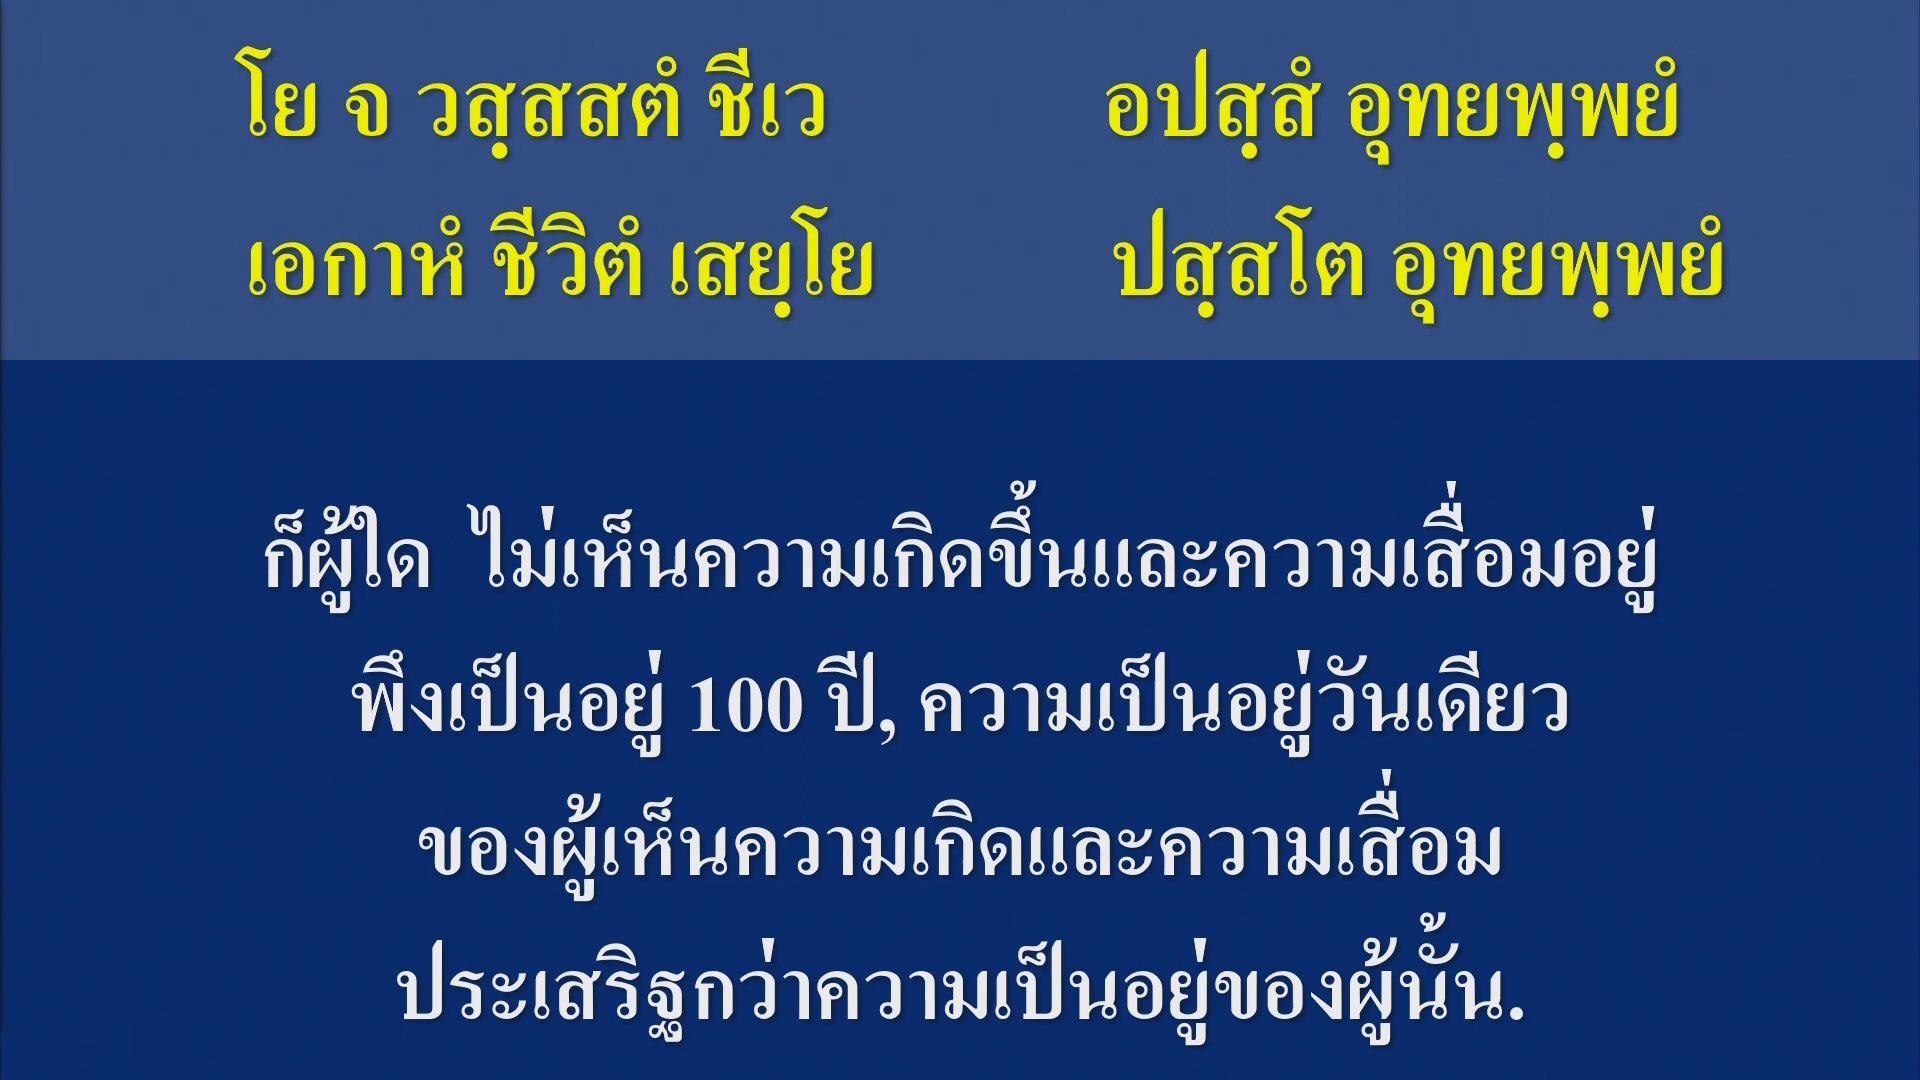 โย จ วสฺสสตํ ชีเว อปสฺสํ อุทยพฺพยํ
เอกาหํ ชีวิตํ เสยฺโย ปสฺสโต อุทยพฺพยํ
ก็ผู้ใด ไม่เห็นความเกิดขึ้นและความเสื่อมอยู่
พึงเป็นอยู่ 100 ปี, ความเป็นอยู่วันเดียว
ของผู้เห็นความเกิดและความเสื่อม
ประเสริฐกว่าความเป็นอยู่ของผู้นั้น.